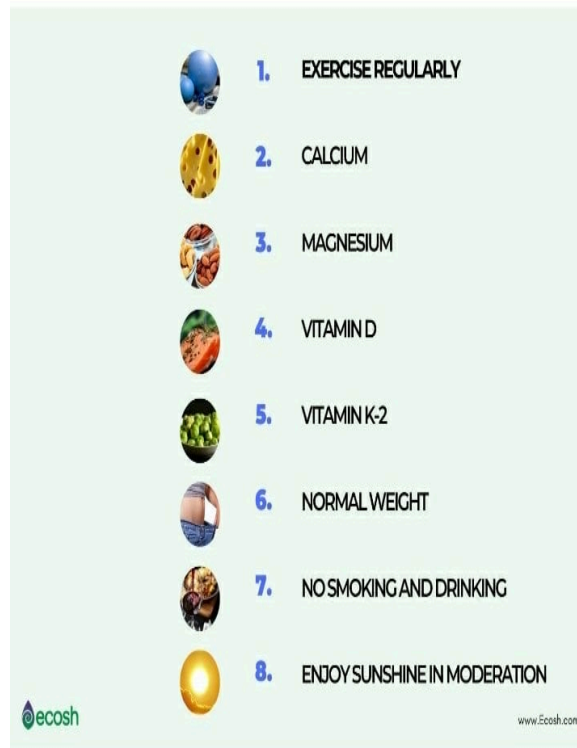 1. EXERCISE REGULARLY
2. CALCIUM
3. MAGNESIUM
4. VITAMIN D
5. VITAMIN K-2
6. NORMAL WEIGHT
7. NO SMOKING AND DRINKING
8. ENJOY SUNSHINE IN MODERATION
ecosh
www.Ecosh.com